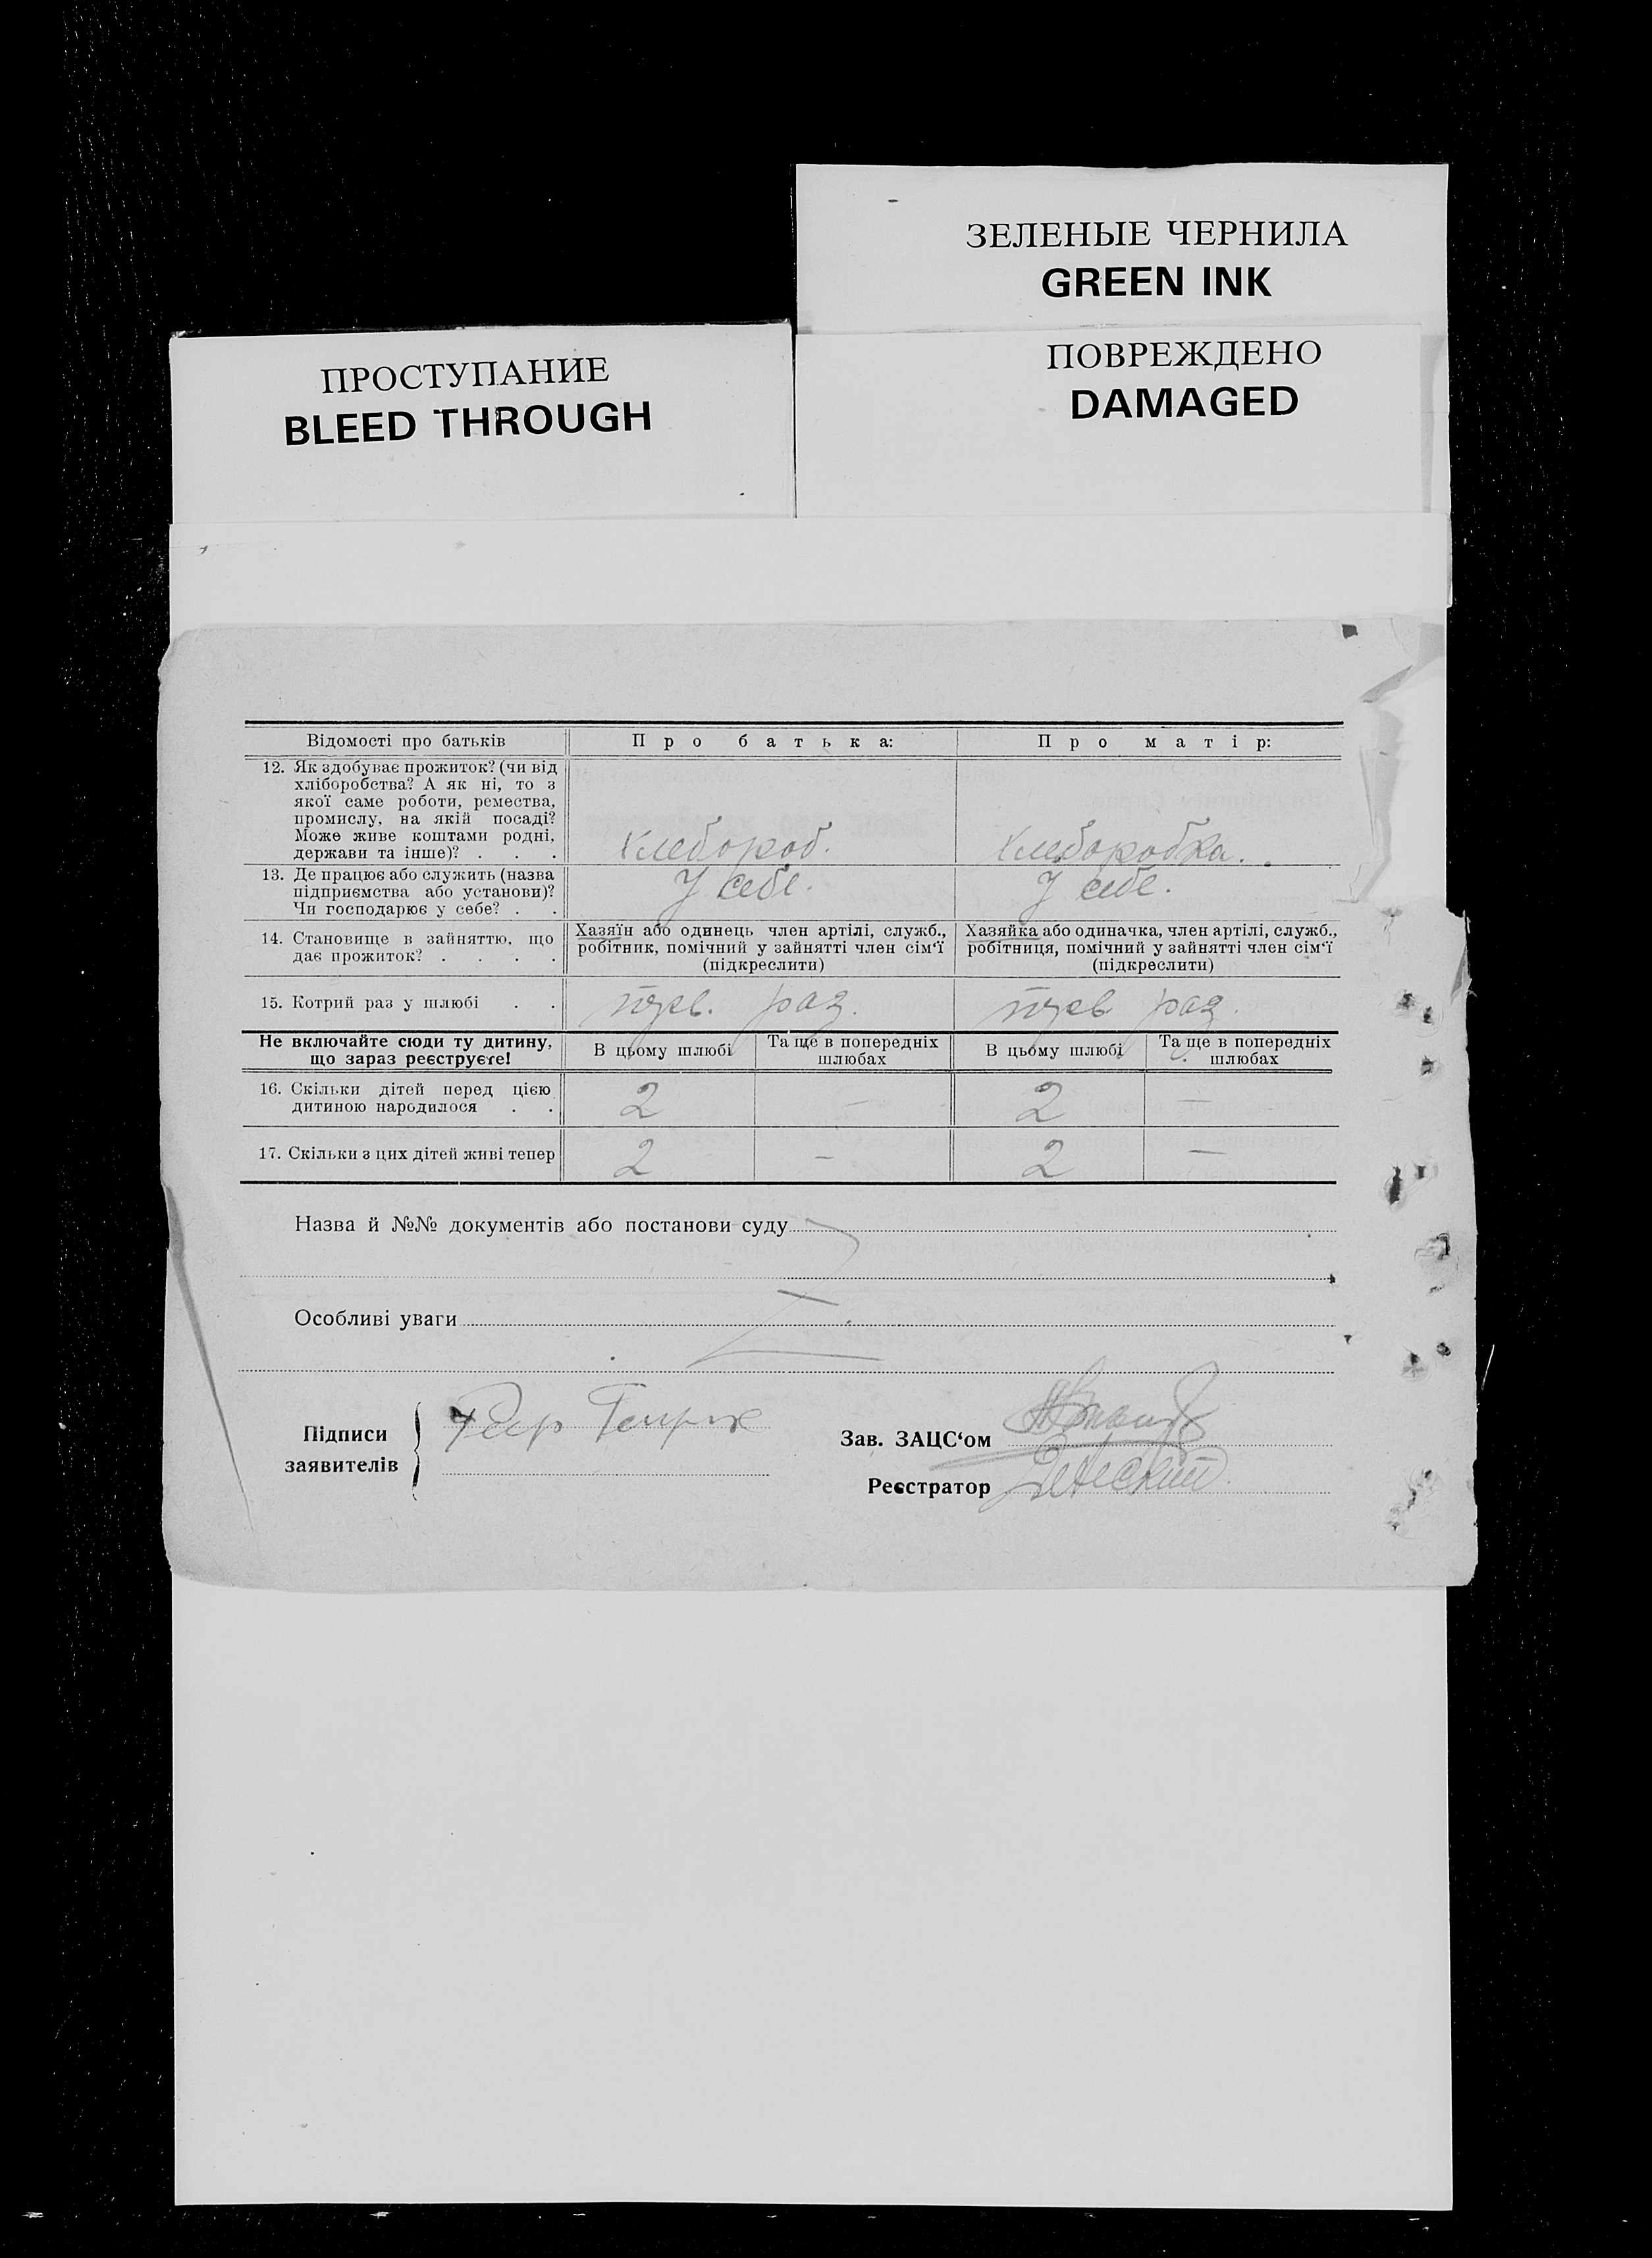 ЗЕЛЕНЫЕ ЧЕРНИЛА
GREEN INK
ПРОСТУПАНИЕ
BLEED THROUGH
ПОВРЕЖДЕНО
DAMAGED
Відомості про батьків
Про батька:
Про матір:
12. Як здобуває прожиток? (чи від
хліборобства? А як ні, то з
якої саме роботи, ремества,
промислу, на якій посаді?
Може живе коштами родні,
держави та інше)? . . .
Хлебороб.
Хлеборобка.
13. Де працює або служить (назва
підприємства або установи)?
Чи господарює у себе? . .
У себе.
У себе.
14. Становище в зайняттю, що
дає прожиток? . . . .
Хазяїн або одинець член артілі, служб.,
робітник, помічний у зайнятті член сім'ї
(підкреслити)
Хазяйка або одиначка, член артілі, служб.,
робітниця, помічний у зайнятті член сім'ї
(підкреслити)
15. Котрий раз у шлюбі . .
раз.
раз.
Не включайте сюди ту дитину,
що зараз реєструєте!
В цьому шлюбі
Та ще в попередніх
шлюбах
В цьому шлюбі
Та ще в попередніх
шлюбах
16. Скільки дітей перед цією
дитиною народилося . .
2 — 2 —
17. Скільки з цих дітей живі тепер
2 — 2 —
Назва й №№ документів або постанови суду
Особливі уваги
Підписи
заявителів
Зав. ЗАЦС‘ом
Реєстратор